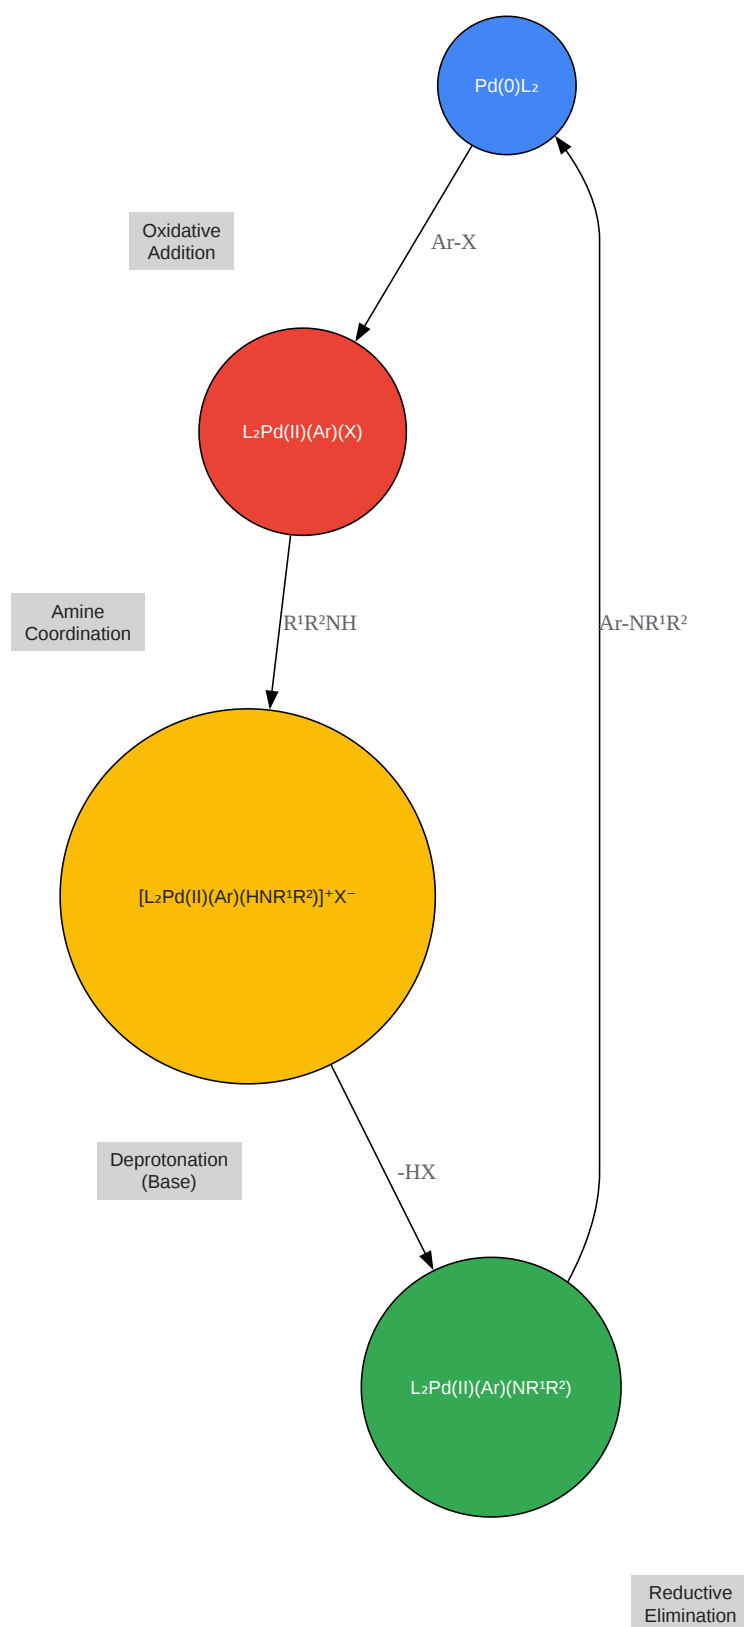 Pd(0)L₂
Oxidative
Addition
Ar-X
L₂Pd(II)(Ar)(X)
Amine
Coordination
R¹R²NH
Ar-NR¹R²
[L₂Pd(II)(Ar)(HNR¹R²)]⁺X⁻
Deprotonation
(Base)
-HX
L₂Pd(II)(Ar)(NR¹R²)
Reductive
Elimination